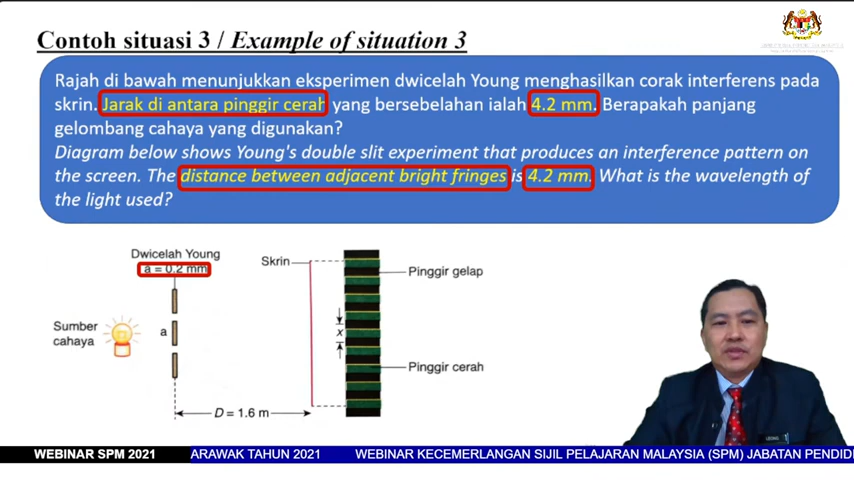 Contoh situasi 3 / Example of situation 3
Rajah di bawah menunjukkan eksperimen dwicelah Young menghasilkan corak interferens pada
skrin. Jarak di antara pinggir cerah yang bersebelahan ialah 4.2 mm. Berapakah panjang
gelombang cahaya yang digunakan?
Diagram below shows Young's double slit experiment that produces an interference pattern on
the screen. The distance between adjacent bright fringes is 4.2 mm. What is the wavelength of
the light used?
Dwicelah Young
a = 0.2 mm
Skrin
Pinggir gelap
Sumber
cahaya
a
x
Pinggir cerah
D = 1.6 m
WEBINAR SPM 2021
ARAWAK TAHUN 2021 WEBINAR KECEMERLANGAN SIJIL PELAJARAN MALAYSIA (SPM) JABATAN PENDIDI